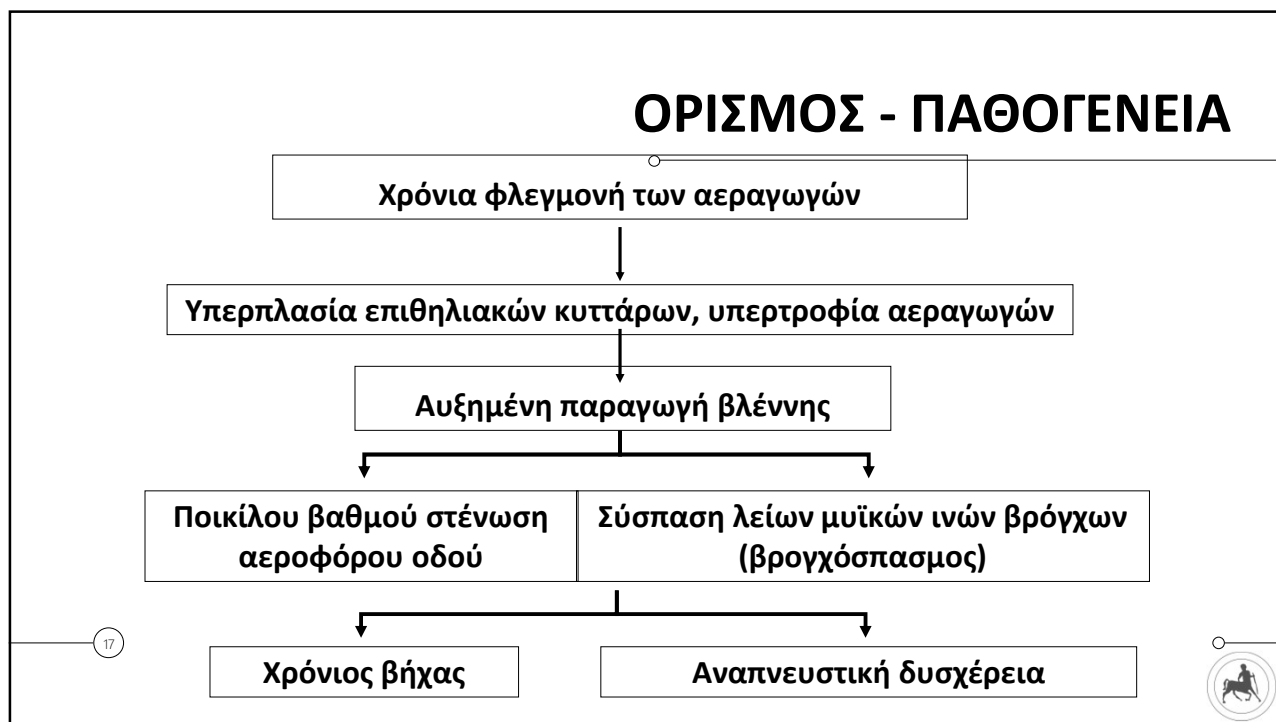 ΟΡΙΣΜΟΣ - ΠΑΘΟΓΕΝΕΙΑ
Χρόνια φλεγμονή των αεραγωγών
Υπερπλασία επιθηλιακών κυττάρων, υπερτροφία αεραγωγών
Αυξημένη παραγωγή βλέννης
Ποικίλου βαθμού στένωση
αεροφόρου οδού
Σύσπαση λείων μυϊκών ινών βρόγχων
(βρογχόσπασμος)
Χρόνιος βήχας
Αναπνευστική δυσχέρεια
17